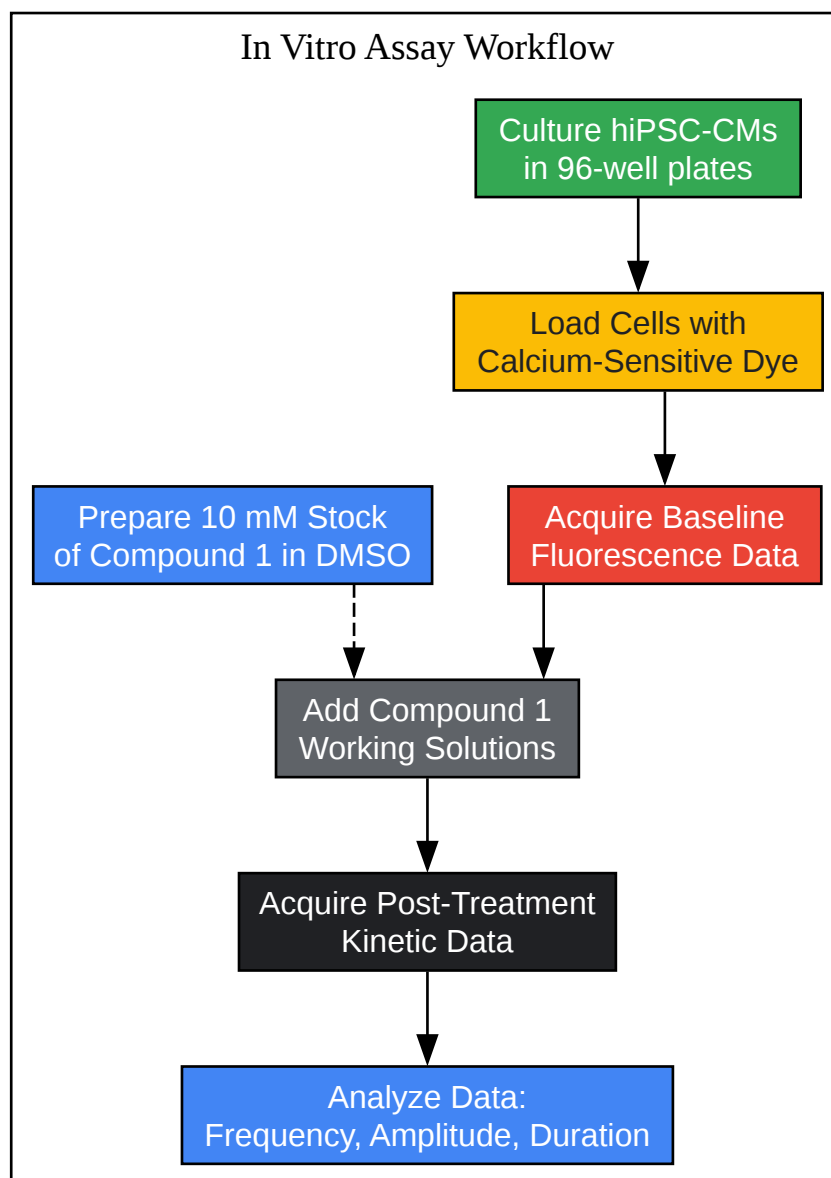 In Vitro Assay Workflow
Culture hiPSC-CMs
in 96-well plates
Load Cells with
Calcium-Sensitive Dye
Prepare 10 mM Stock
of Compound 1 in DMSO
Acquire Baseline
Fluorescence Data
Add Compound 1
Working Solutions
Acquire Post-Treatment
Kinetic Data
Analyze Data:
Frequency, Amplitude, Duration